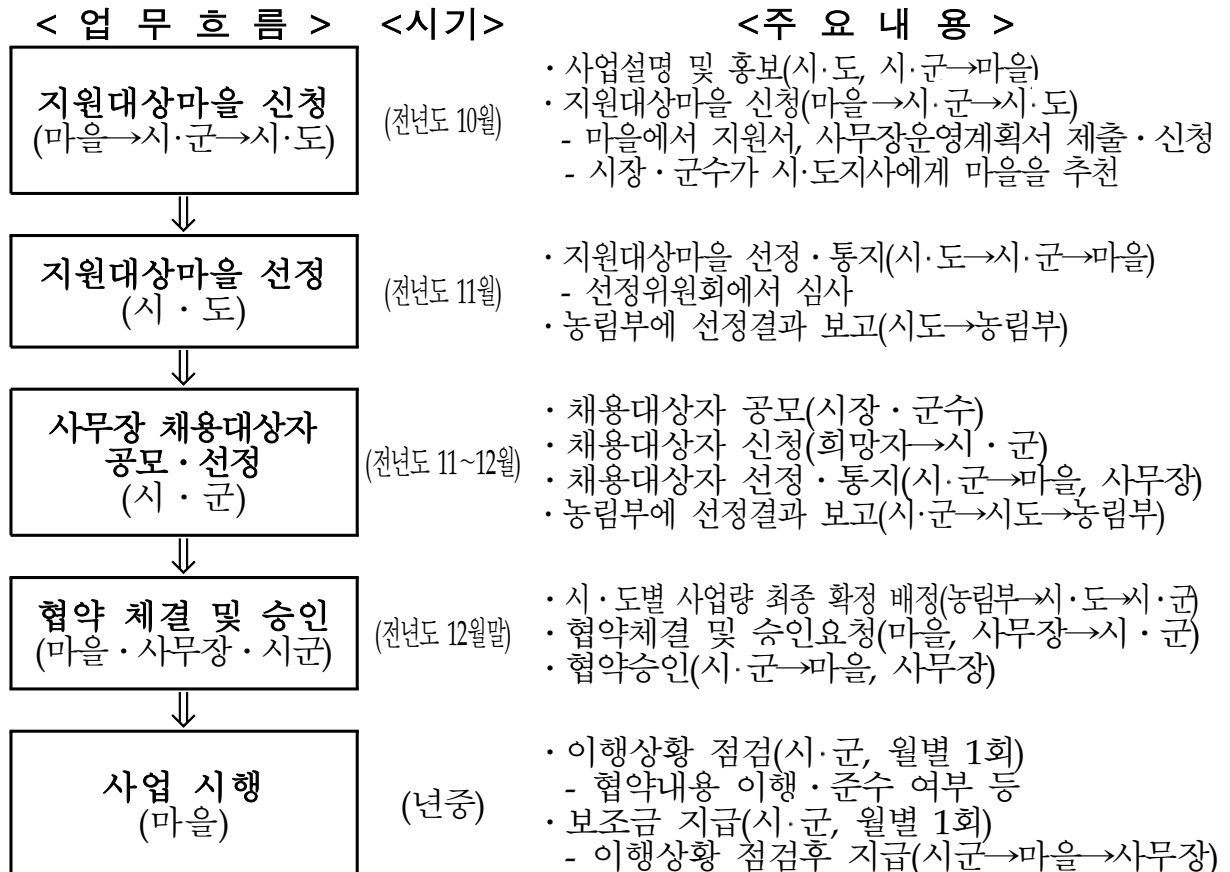 < 업 무 흐 름 > <시기> <주 요 내 용 >
지원대상마을 신청
(마을→시·군→시·도)
(전년도 10월)
· 사업설명 및 홍보(시·도, 시·군→마을)
· 지원대상마을 신청(마을→시·군→시·도)
- 마을에서 지원서, 사무장운영계획서 제출·신청
- 시장·군수가 시·도지사에게 마을을 추천
⇓
지원대상마을 선정
(시·도)
(전년도 11월)
· 지원대상마을 선정·통지(시·도→시·군→마을)
- 선정위원회에서 심사
· 농림부에 선정결과 보고(시도→농림부)
⇓
사무장 채용대상자
공모·선정
(시·군)
(전년도 11~12월)
· 채용대상자 공모(시장·군수)
· 채용대상자 신청(희망자→시·군)
· 채용대상자 선정·통지(시·군→마을, 사무장)
· 농림부에 선정결과 보고(시·군→시도→농림부)
⇓
협약 체결 및 승인
(마을·사무장·시군)
(전년도 12월말)
· 시·도별 사업량 최종 확정 배정(농림부→시·도→시·군)
· 협약체결 및 승인요청(마을, 사무장→시·군)
· 협약승인(시·군→마을, 사무장)
⇓
사업 시행
(마을)
(년중)
· 이행상황 점검(시·군, 월별 1회)
- 협약내용 이행·준수 여부 등
· 보조금 지급(시·군, 월별 1회)
- 이행상황 점검후 지급(시군→마을→사무장)